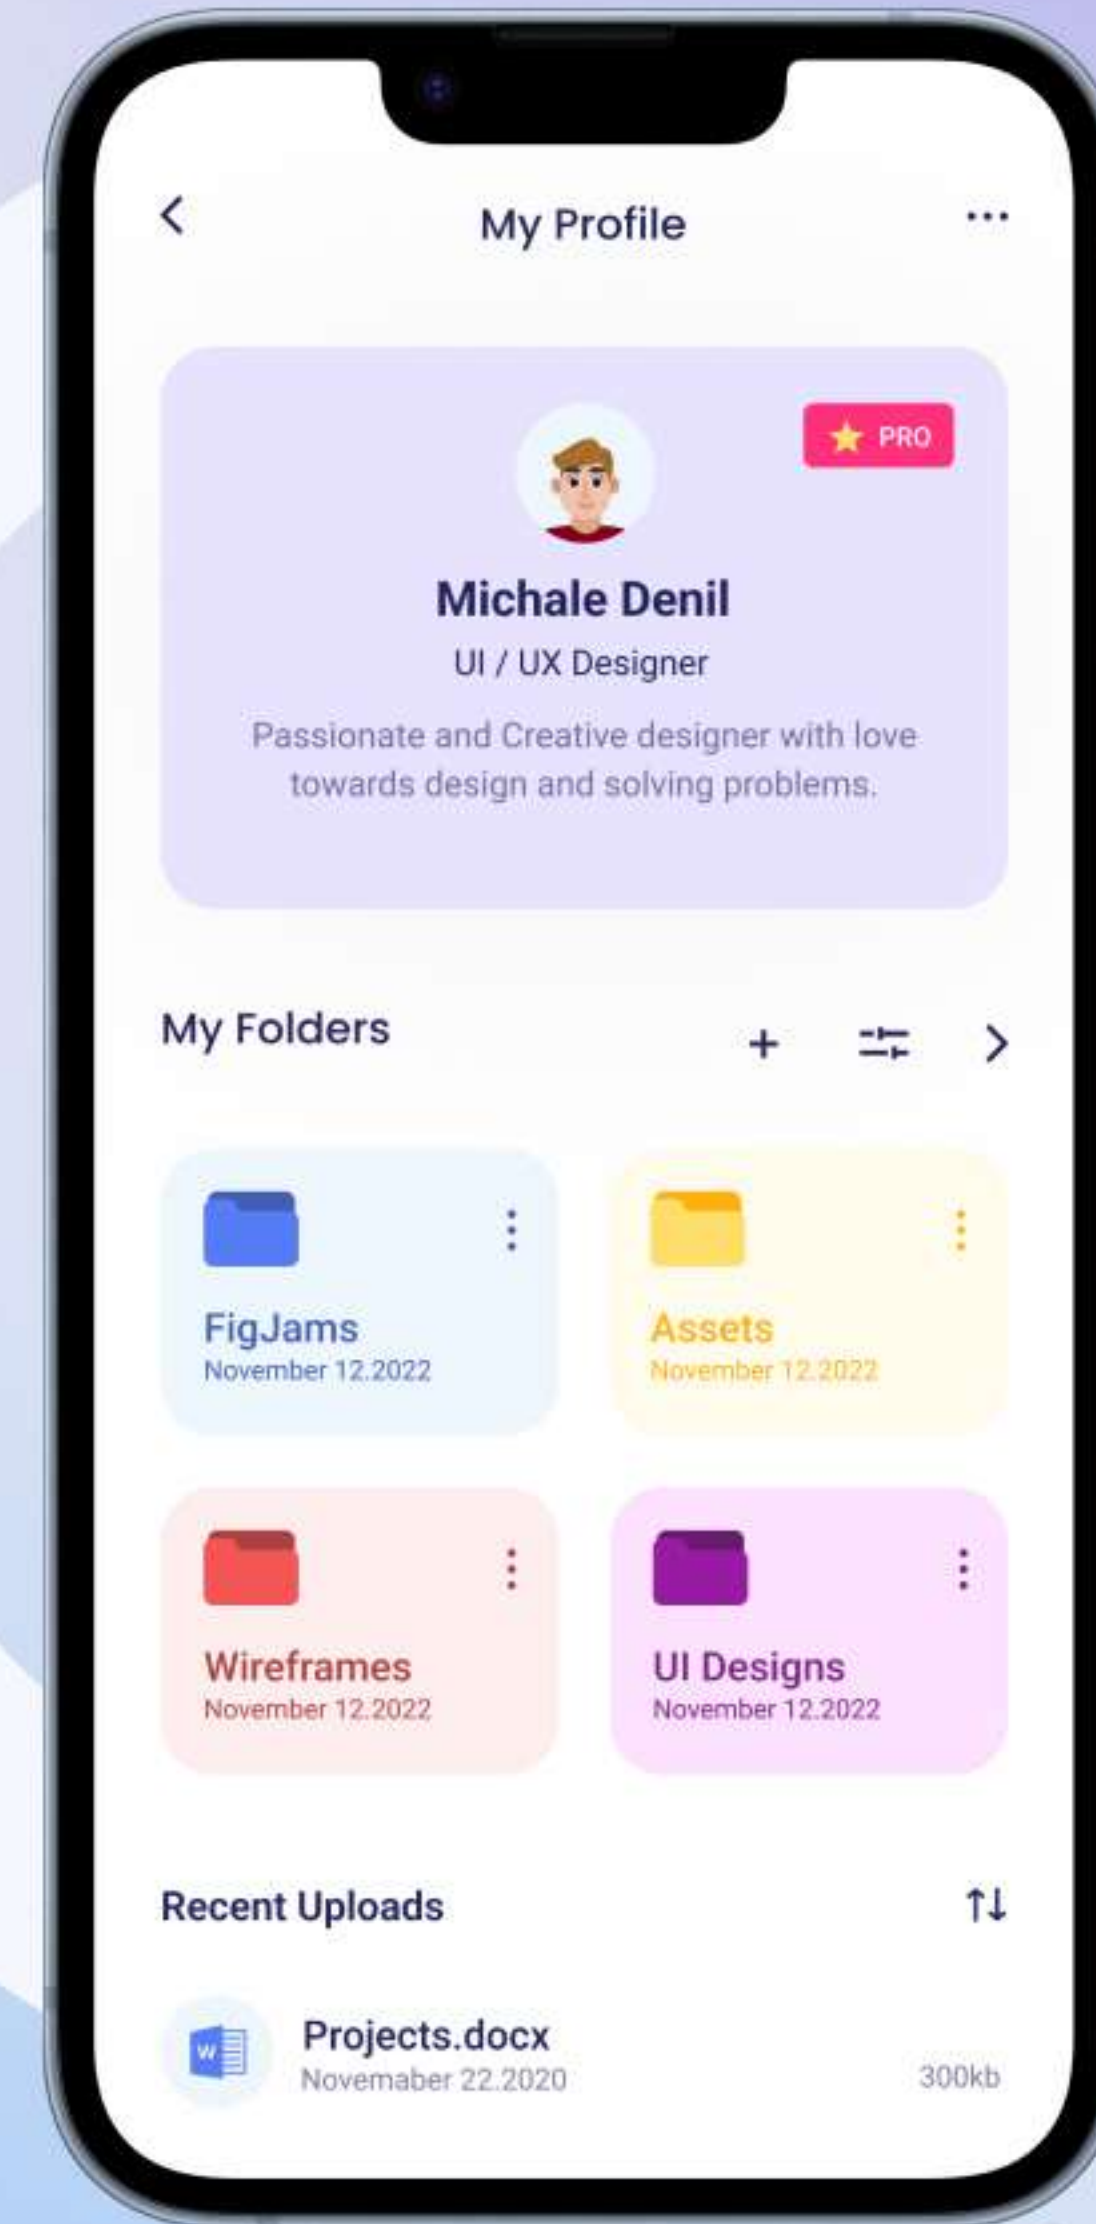 My Profile
PRO
Michale Denil
UI / UX Designer
Passionate and Creative designer with love
towards design and solving problems.
My Folders
FigJams
November 12.2022
Assets
November 12.2022
Wireframes
November 12.2022
UI Designs
November 12.2022
Recent Uploads
W
Projects.docx
Novemaber 22.2020
300kb